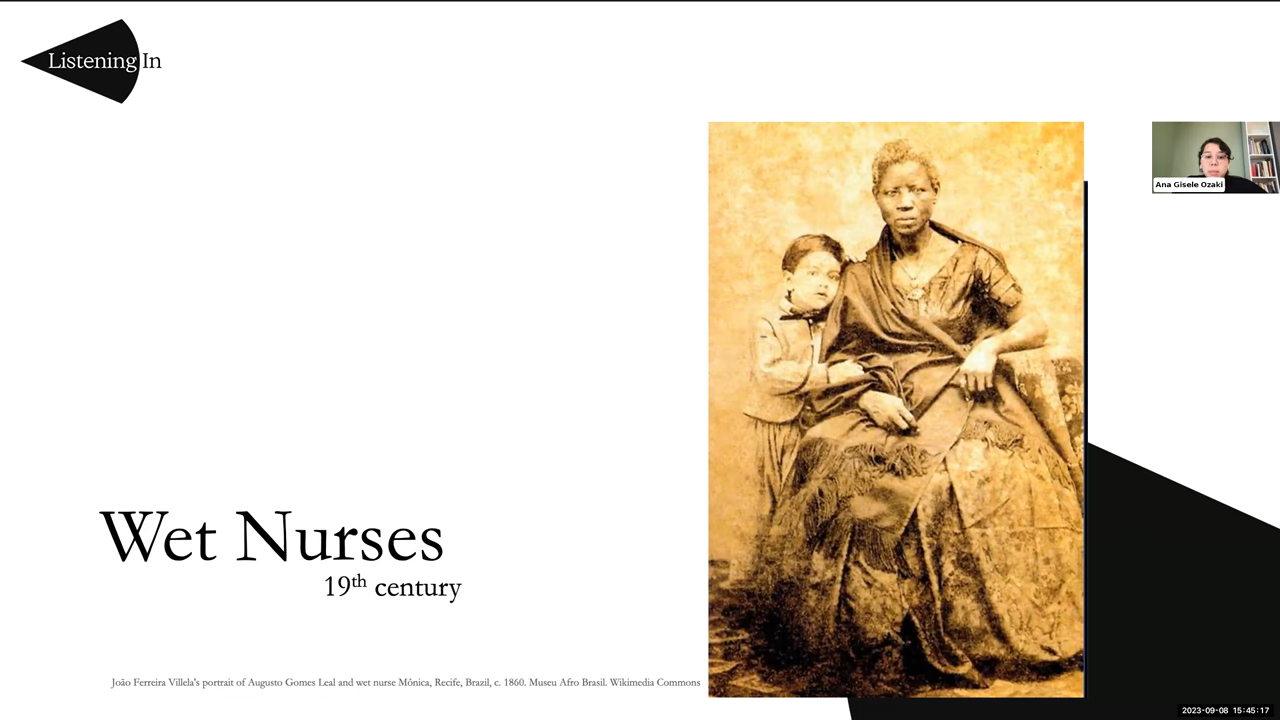 Listening In
Ana Gisele Ozaki
Wet Nurses
19th century
João Ferreira Villela's portrait of Augusto Gomes Leal and wet nurse Mônica, Recife, Brazil, c. 1860. Museu Afro Brasil. Wikimedia Commons
2023-09-08 15:45:17